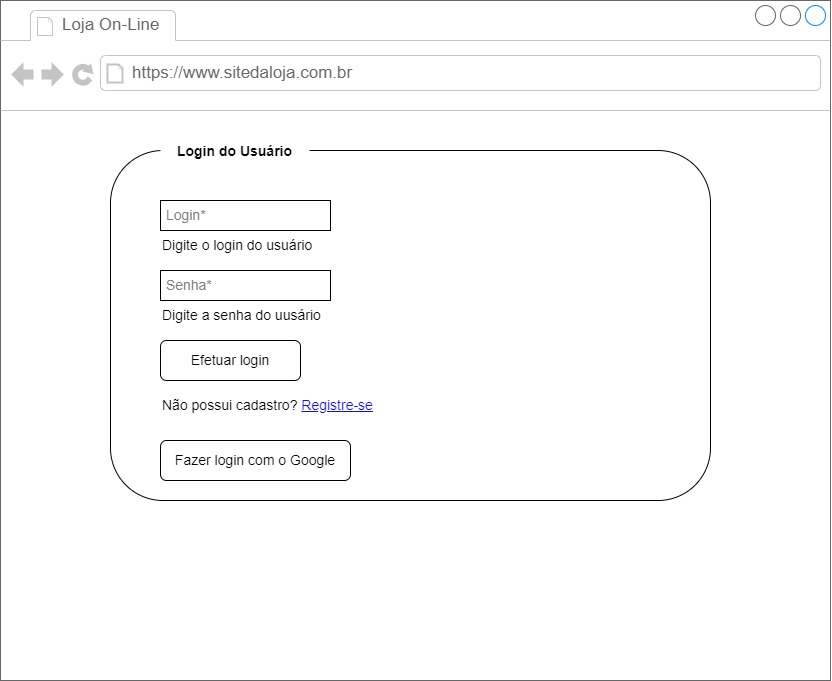 Loja On-Line
https://www.sitedaloja.com.br
Login do Usuário
Login*
Digite o login do usuário
Senha*
Digite a senha do uusário
Efetuar login
Não possui cadastro? Registre-se
Fazer login com o Google